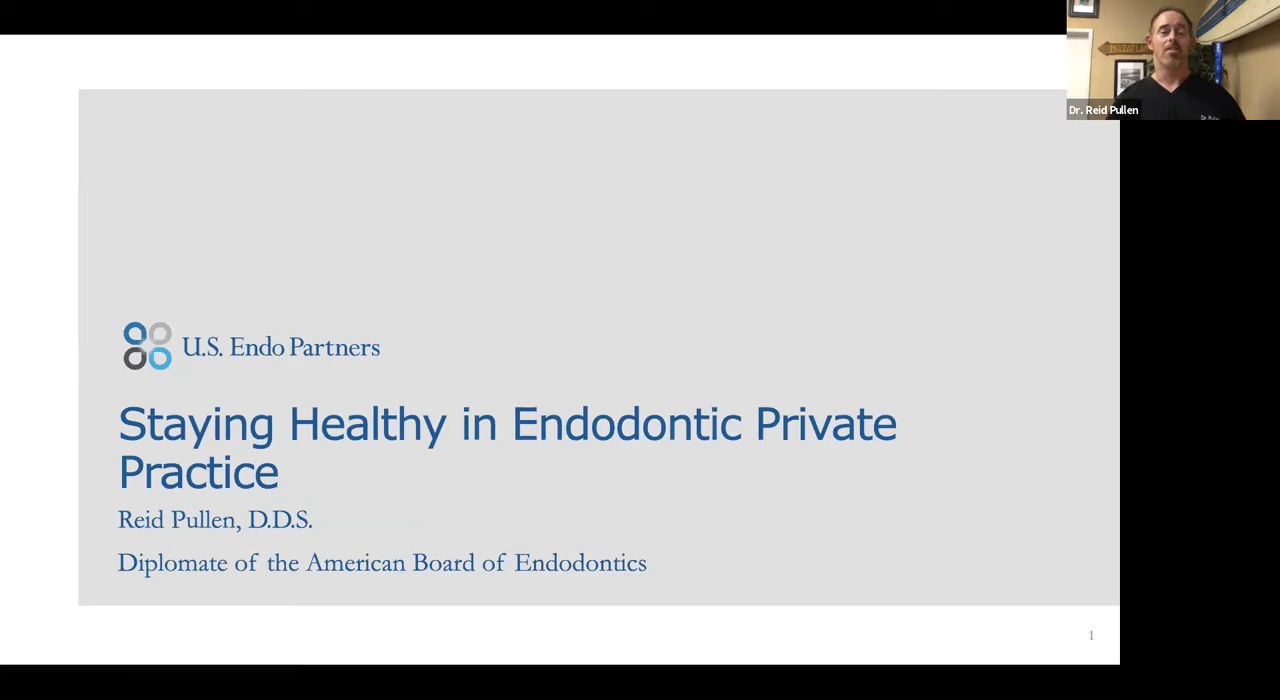 Dr. Reid Pullen
U.S. Endo Partners
Staying Healthy in Endodontic Private
Practice
Reid Pullen, D.D.S.
Diplomate of the American Board of Endodontics
1